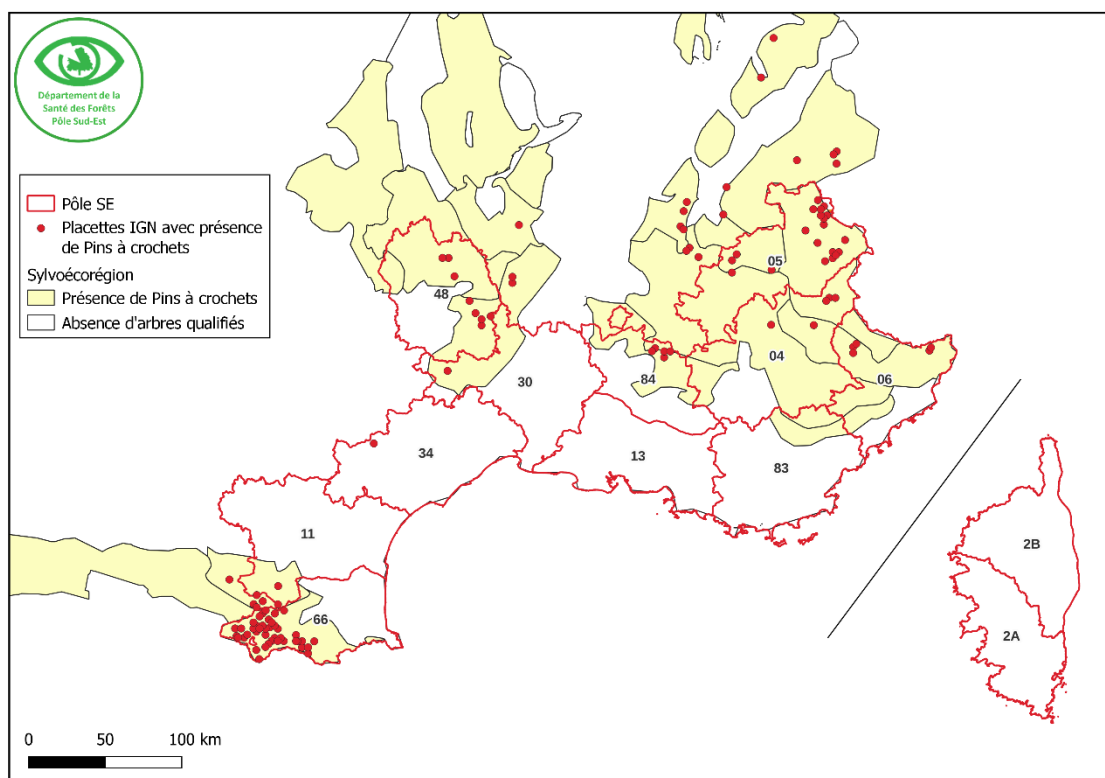 Département de la
Santé des Forêts
Pôle Sud-Est
Pôle SE
Placettes IGN avec présence
de Pins à crochets
Sylvoécorégion
Présence de Pins à crochets
Absence d'arbres qualifiés
05
48
04
84
06
30
34
13
83
11
2B
66
2A
0 50 100 km